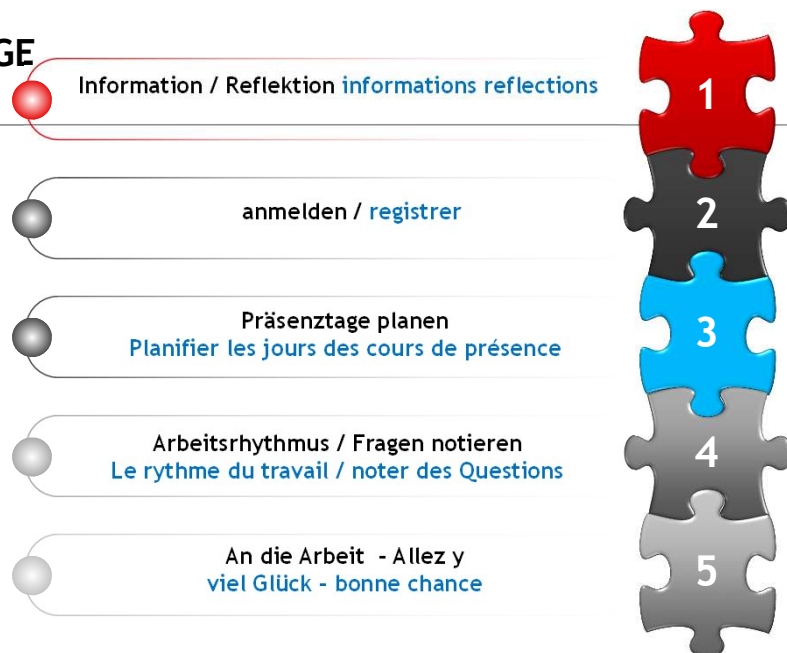 GE
Information / Reflektion informations reflections
1
anmelden / registrer
2
Präsenztage planen
Planifier les jours des cours de présence
3
Arbeitsrhythmus / Fragen notieren
Le rythme du travail / noter des Questions
4
An die Arbeit - Allez y
viel Glück - bonne chance
5